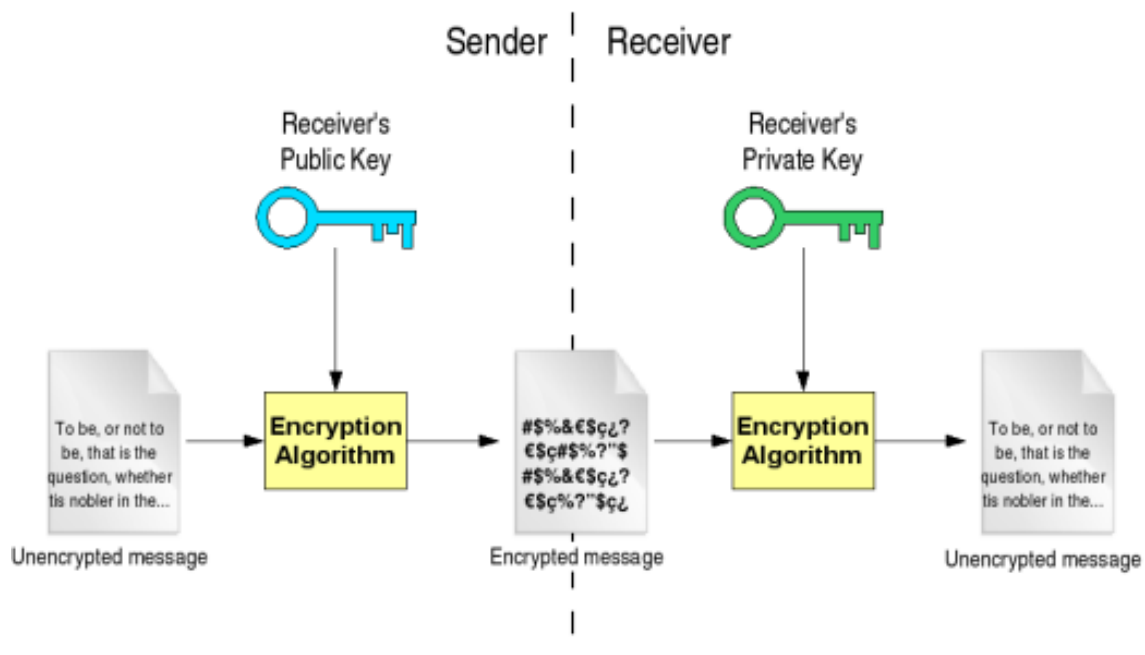 Sender
Receiver
Receiver's
Public Key
Receiver's
Private Key
To be, or not to
be, that is the
question, whether
tis nobler in the...
Unencrypted message
Encryption
Algorithm
#$%&€$ç¿?
€$ç#$%?"$
#$%&€$ç¿?
€$ç%?"$ç¿
Encrypted message
Encryption
Algorithm
To be, or not to
be, that is the
question, whether
tis nobler in the...
Unencrypted message